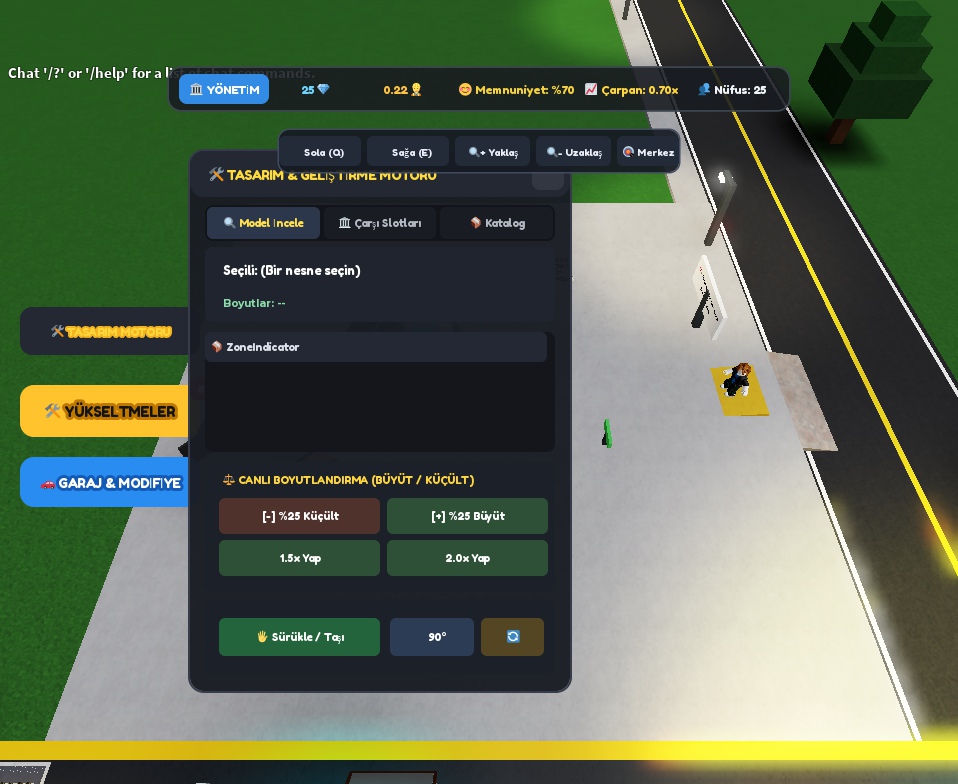 Chat '/?' or '/help' for a list of chat commands.
🏛️ YÖNETİM 25 💎 0.22 👷 😊 Memnuniyet: %70 📈 Çarpan: 0.70x 👥 Nüfus: 25
Sola (Q) Sağa (E) 🔍+ Yaklaş 🔍- Uzaklaş 🎯 Merkez
🛠️ TASARIM & GELİŞTİRME MOTORU
🔍 Model İncele 🏛️ Çarşı Slotları 📦 Katalog
Seçili: (Bir nesne seçin)
Boyutlar: --
📦 ZoneIndicator
🛠️ TASARIM MOTORU
🛠️ YÜKSELTMELER
🚗 GARAJ & MODİFİYE
⚖️ CANLI BOYUTLANDIRMA (BÜYÜT / KÜÇÜLT)
[-] %25 Küçült [+] %25 Büyüt
1.5x Yap 2.0x Yap
🖐️ Sürükle / Taşı 90° 🔄